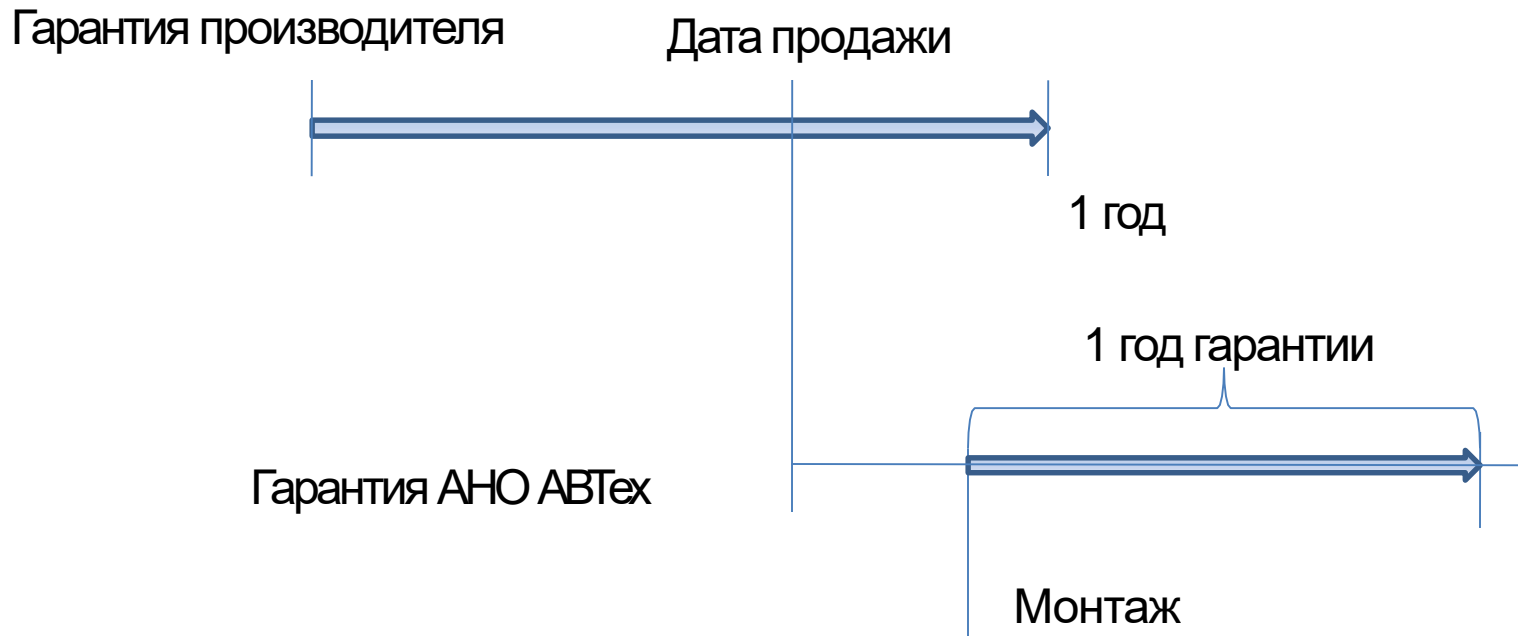 Гарантия производителя
Дата продажи
1 год
1 год гарантии
Гарантия АНО АВТех
Монтаж